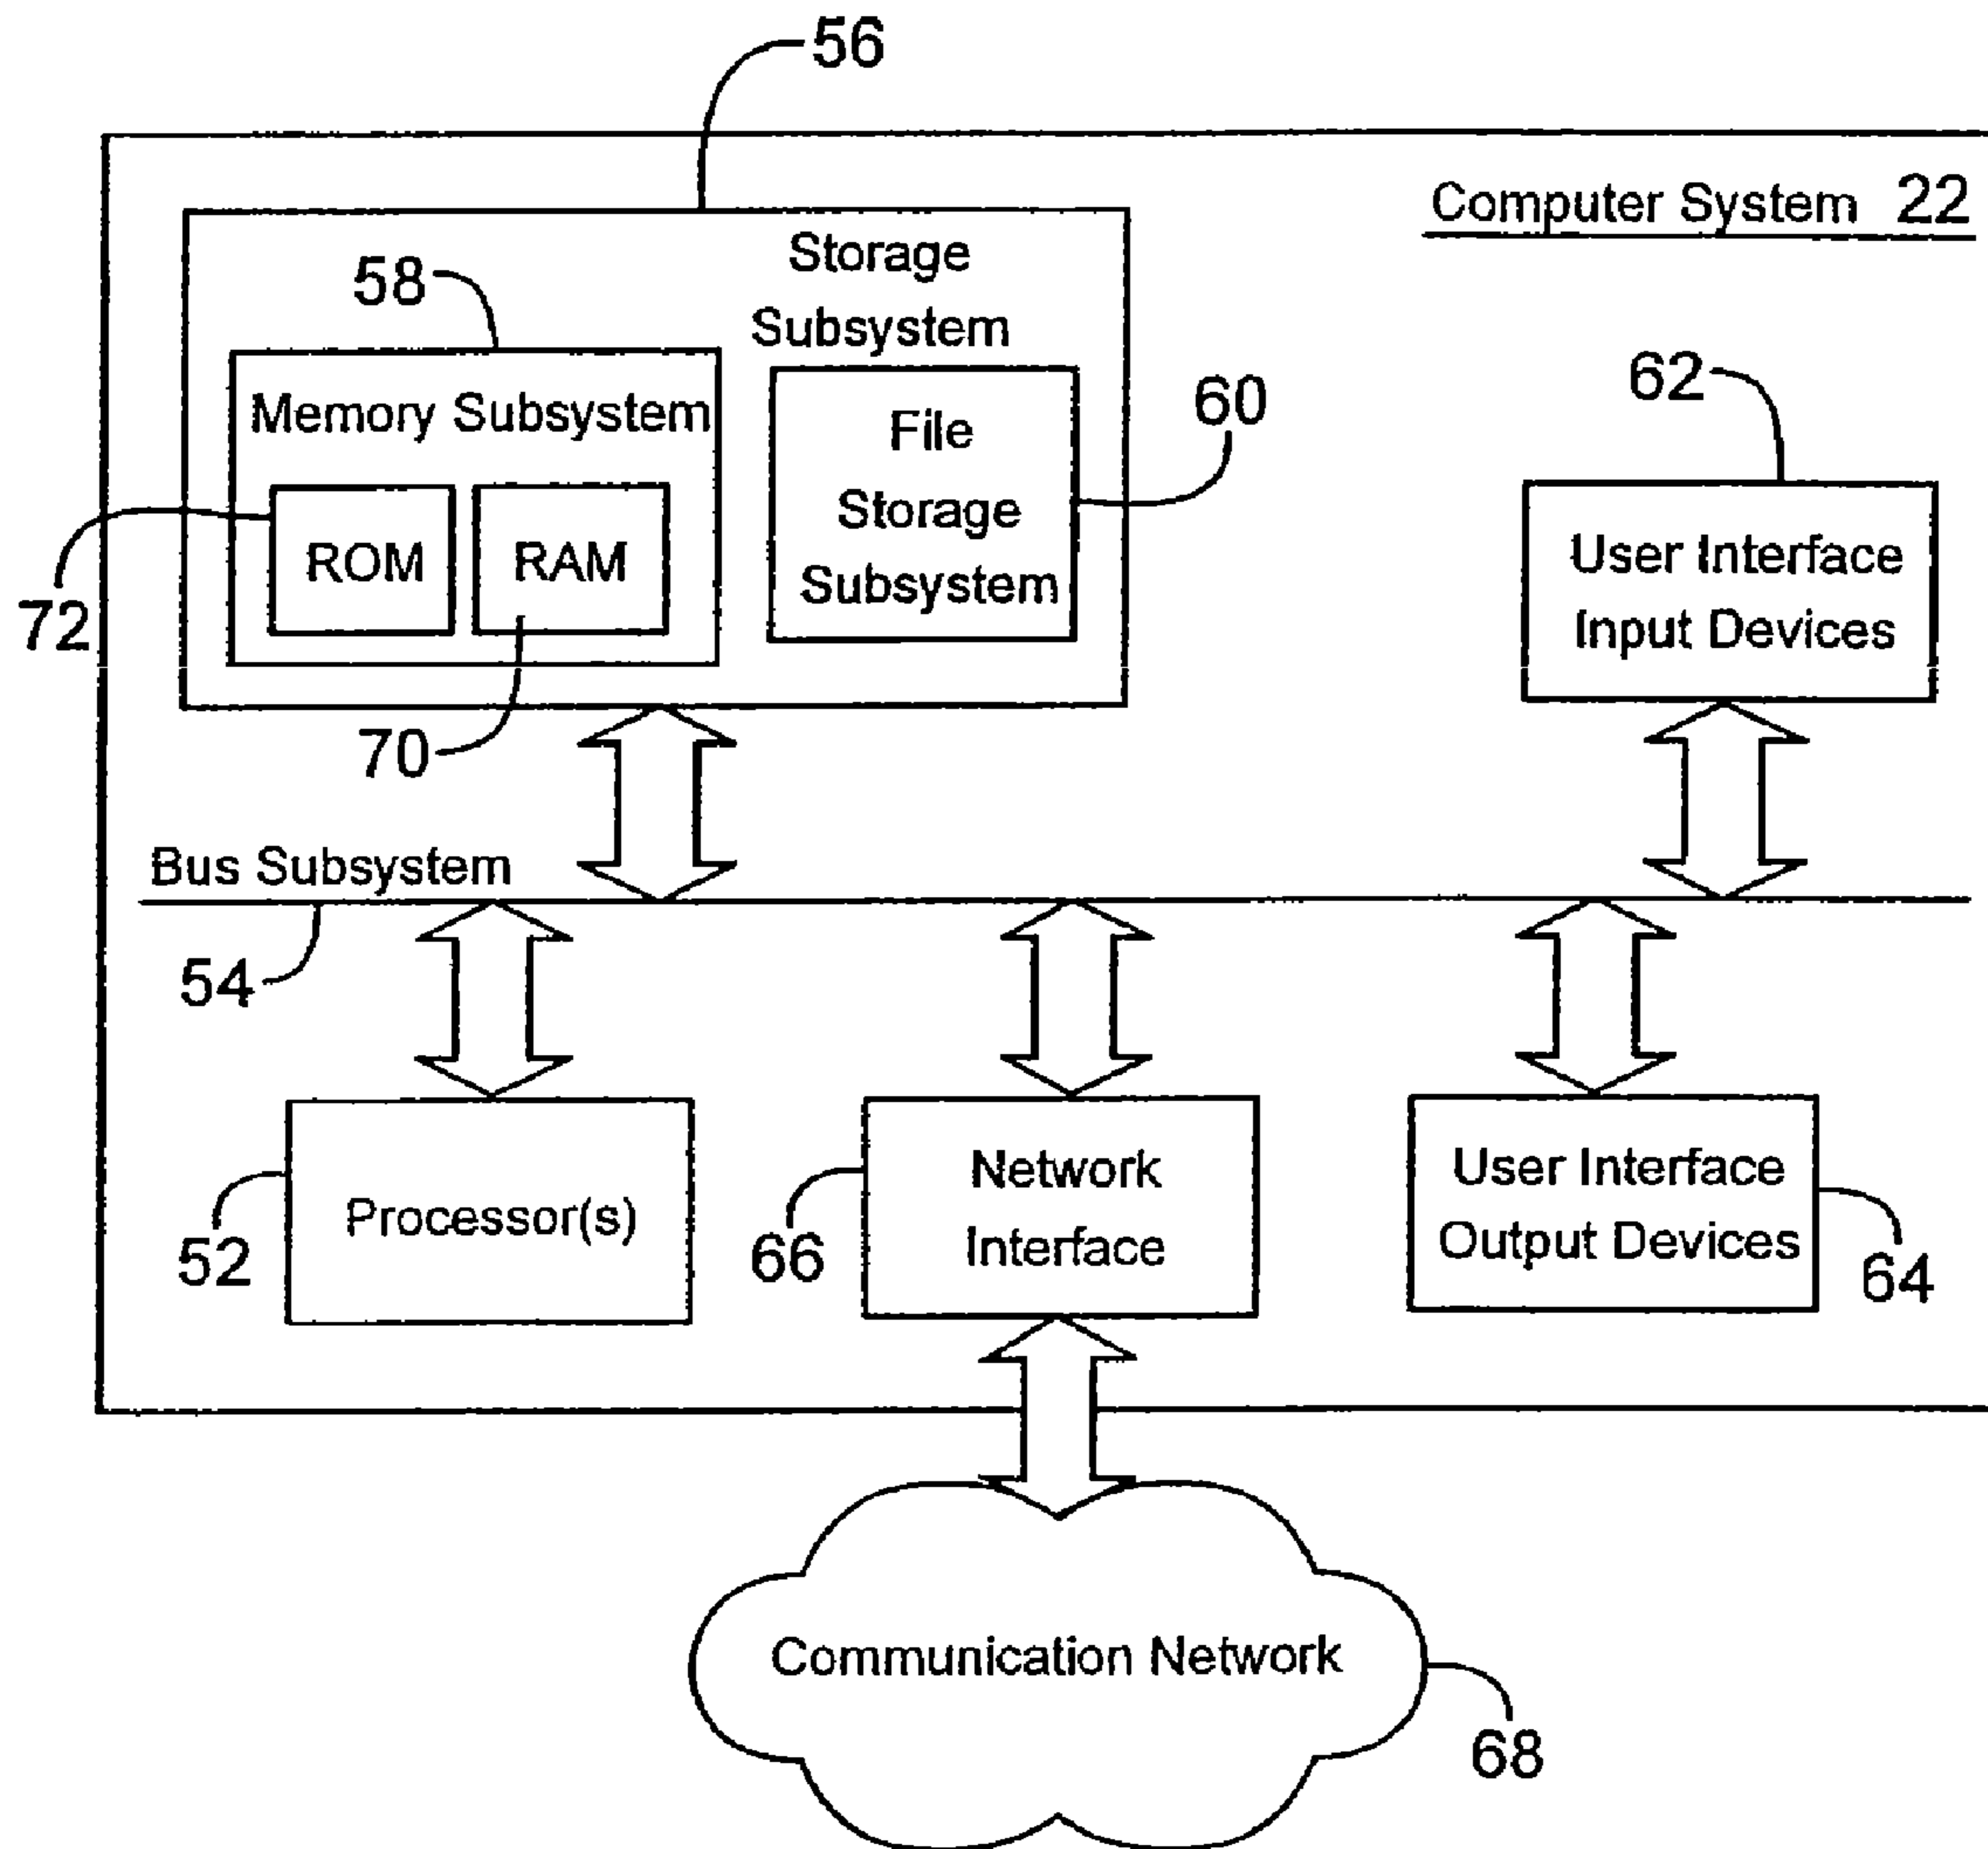 56
Computer System 22
Storage
Subsystem
58
Memory Subsystem
62
60
File
Storage
Subsystem
ROM
RAM
72
User Interface
Input Devices
70
Bus Subsystem
54
Processor(s)
52
Network
Interface
66
User Interface
Output Devices
64
Communication Network
68